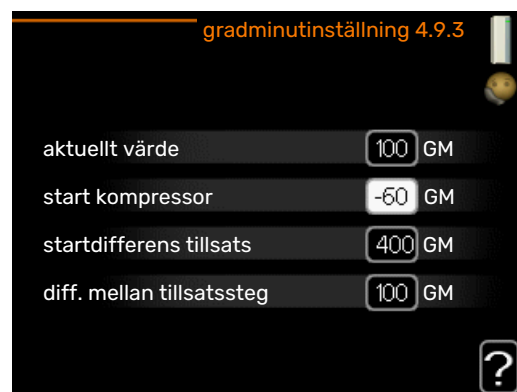 gradminutinställning 4.9.3
aktuellt värde 100 GM
start kompressor -60 GM
startdifferens tillsats 400 GM
diff. mellan tillsatssteg 100 GM
?